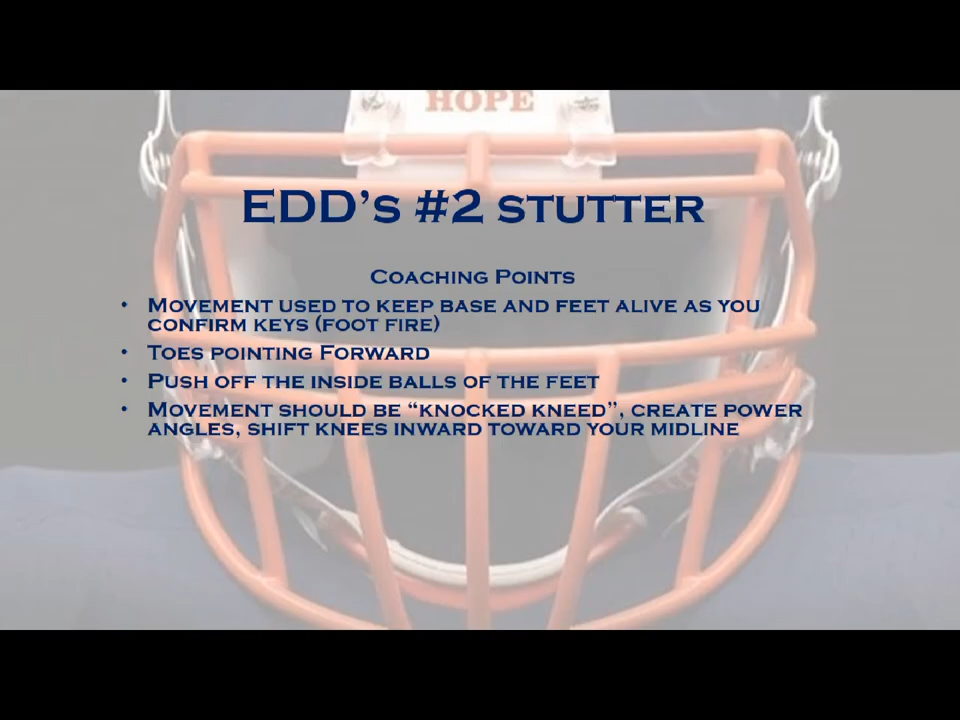 HOPE
EDD's #2 STUTTER
Coaching Points
• Movement used to keep base and feet alive as you
confirm keys (foot fire)
• Toes pointing Forward
• Push off the inside balls of the feet
• Movement should be “knocked kneed”, create power
angles, shift knees inward toward your midline